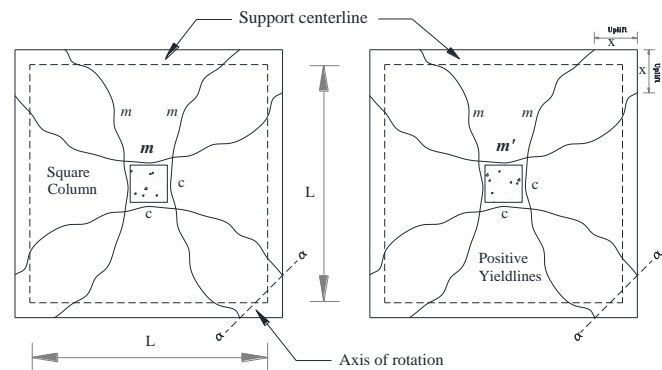 Support centerline
Uplift
x
x
Uplift
m
m
m
m
m
m'
Square
Column
c
c
c
c
L
Positive
Yieldlines
α
α
α
α
L
Axis of rotation